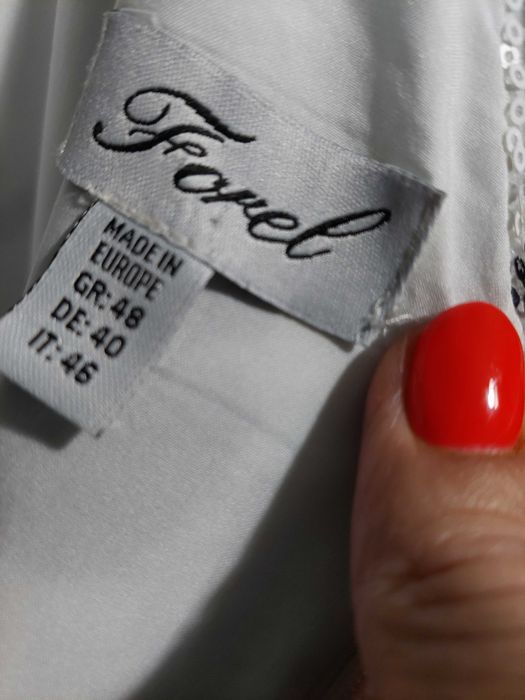 Forel
MADE IN
EUROPE
GR: 48
DE: 40
IT: 46